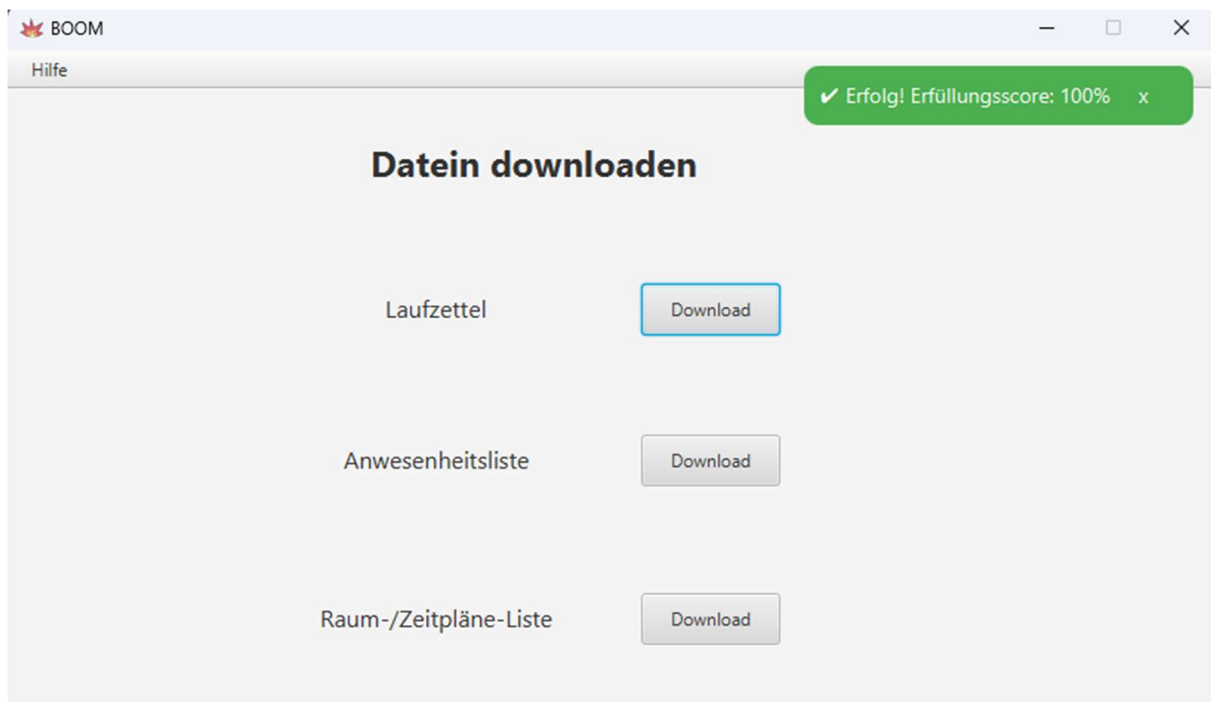 BOOM
Hilfe
✔ Erfolg! Erfüllungsscore: 100% x
Datein downloaden
Laufzettel Download
Anwesenheitsliste Download
Raum-/Zeitpläne-Liste Download